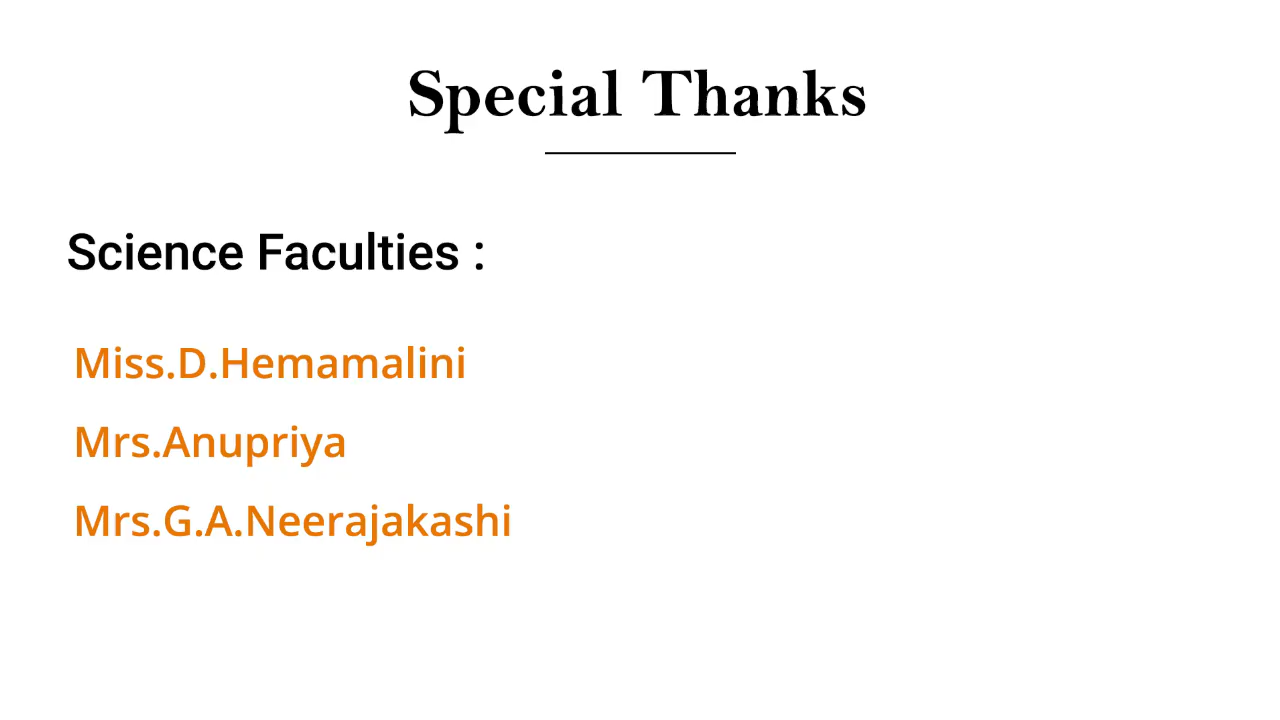 Special Thanks
Science Faculties :
Miss.D.Hemamalini
Mrs.Anupriya
Mrs.G.A.Neerajakashi